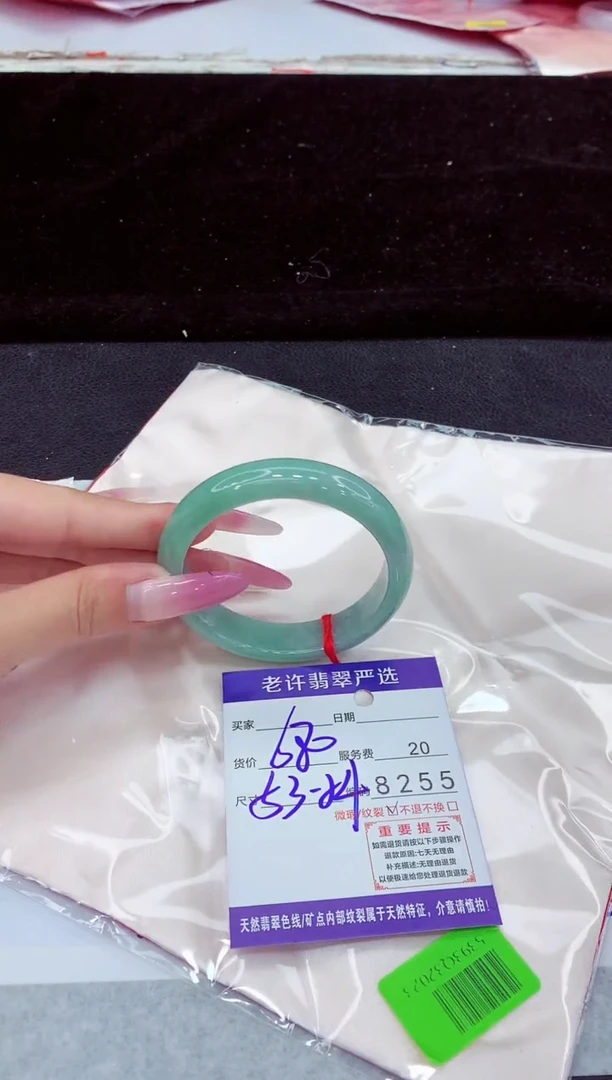 老许翡翠严选
买家 日期
货价 680 服务费 20
尺寸 53-14 编码 8255
微瑕/纹裂☑不退不换☐
重要提示
如需退货请按以下步骤操作
退款原因:七天无理由
补充描述:无理由退货
以便极速给您处理退货退款
天然翡翠色线/矿点内部纹裂属于天然特征，介意请慎拍!